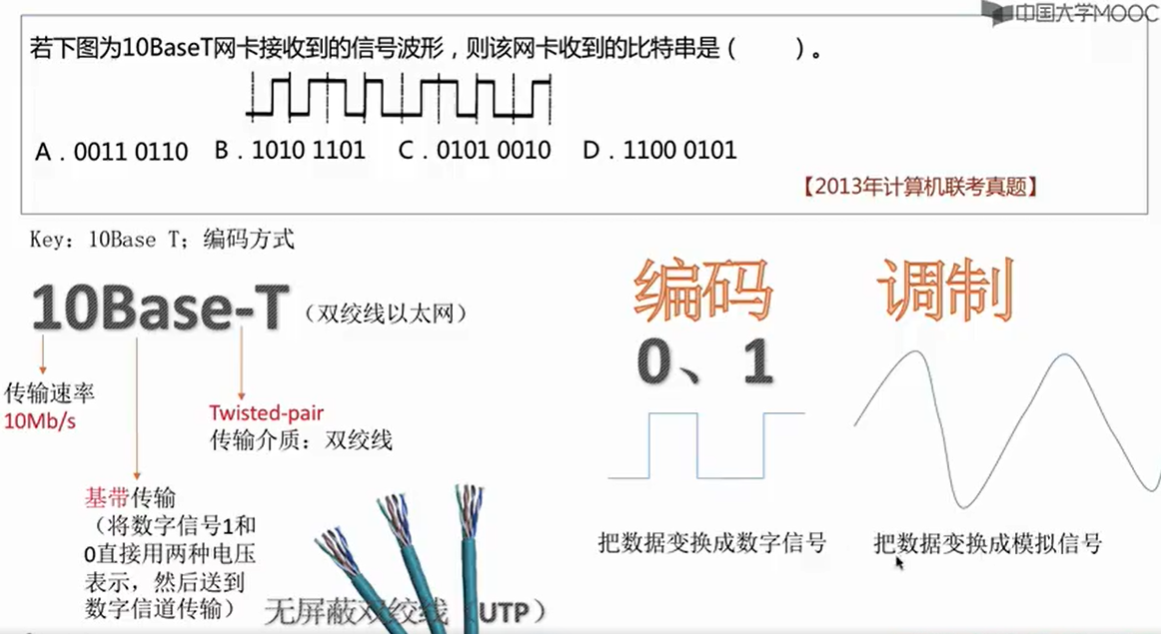 中国大学MOOC
若下图为10BaseT网卡接收到的信号波形，则该网卡收到的比特串是（　　）。
A．0011 0110 B．1010 1101 C．0101 0010 D．1100 0101
【2013年计算机联考真题】
Key：10Base T；编码方式
10Base-T（双绞线以太网）
传输速率
10Mb/s
Twisted-pair
传输介质：双绞线
基带传输
（将数字信号1和
0直接用两种电压
表示，然后送到
数字信道传输）
无屏蔽双绞线（UTP）
编码
0、1
把数据变换成数字信号
调制
把数据变换成模拟信号